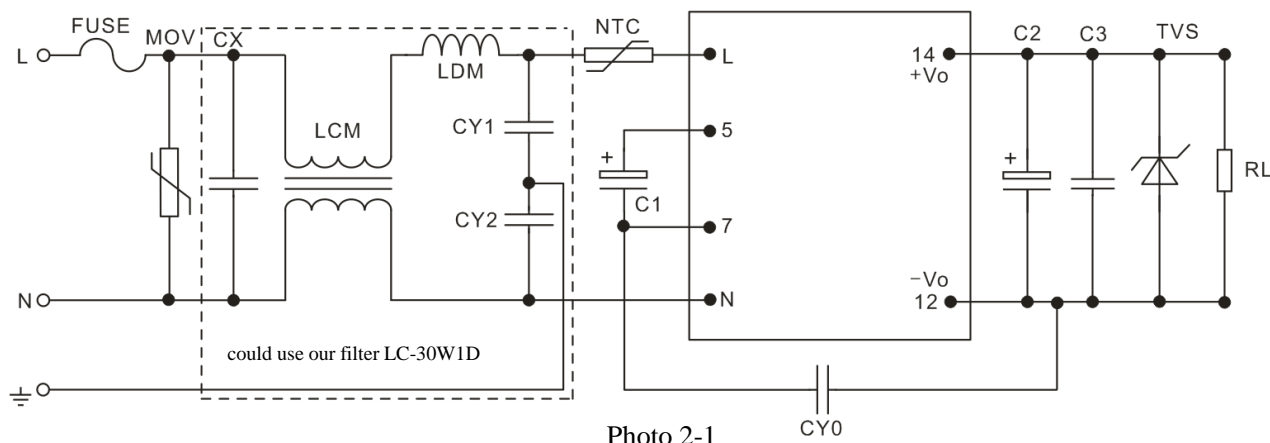 FUSE
MOV
CX
NTC
C2
C3
TVS
L
LDM
L
14
+Vo
LCM
CY1
5
+
+
C1
RL
CY2
7
N
N
−Vo
12
could use our filter LC-30W1D
CY0
Photo 2-1